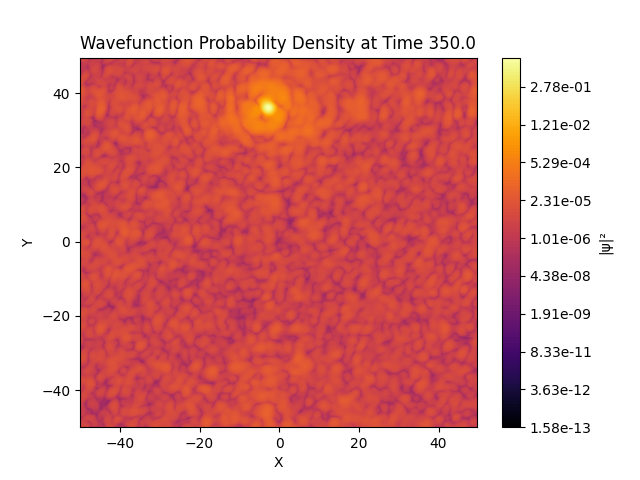 Wavefunction Probability Density at Time 350.0
40
20
0
−20
−40
Y
−40
−20
0
20
40
X
2.78e-01
1.21e-02
5.29e-04
2.31e-05
1.01e-06
4.38e-08
1.91e-09
8.33e-11
3.63e-12
1.58e-13
|ψ|²